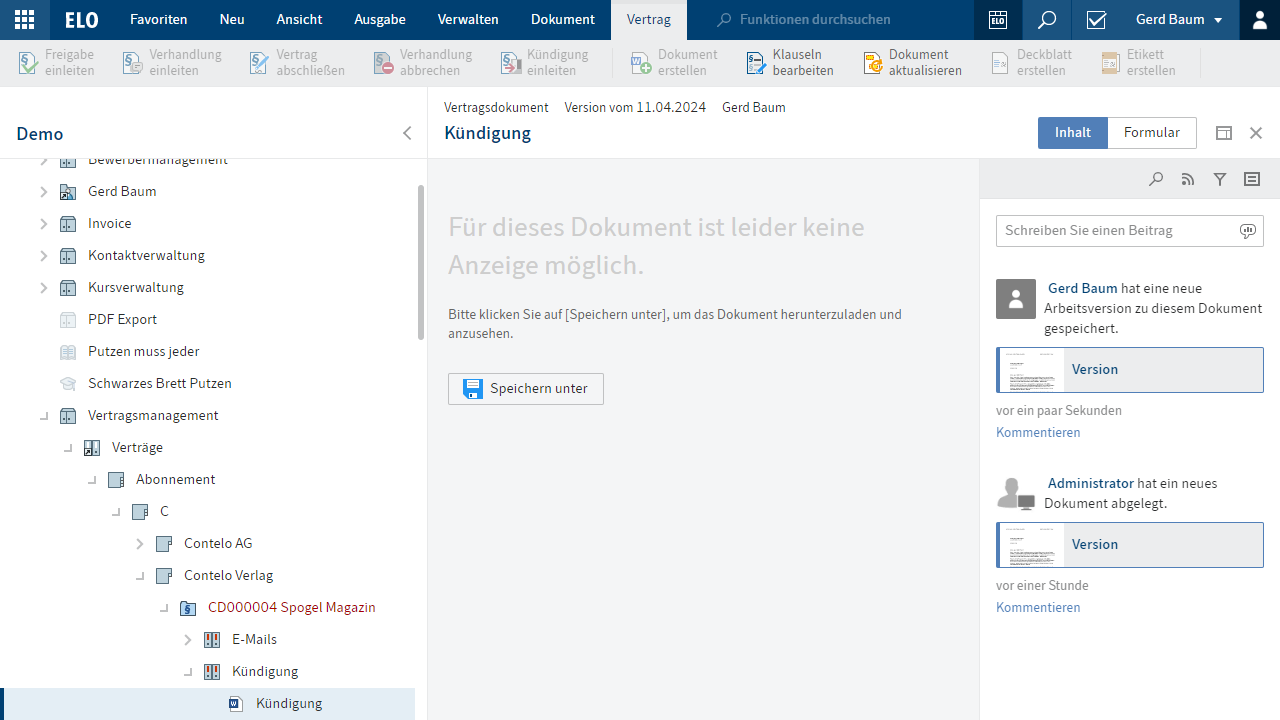 ELO Favoriten Neu Ansicht Ausgabe Verwalten Dokument Vertrag Funktionen durchsuchen ELO Gerd Baum
Freigabe einleiten
Verhandlung einleiten
Vertrag abschließen
Verhandlung abbrechen
Kündigung einleiten
Dokument erstellen
Klauseln bearbeiten
Dokument aktualisieren
Deckblatt erstellen
Etikett erstellen
Demo
Bewerbermanagement
Gerd Baum
Invoice
Kontaktverwaltung
Kursverwaltung
PDF Export
Putzen muss jeder
Schwarzes Brett Putzen
Vertragsmanagement
Verträge
Abonnement
C
Contelo AG
Contelo Verlag
CD000004 Spogel Magazin
E-Mails
Kündigung
Kündigung
Vertragsdokument Version vom 11.04.2024 Gerd Baum
Kündigung
Inhalt Formular
Für dieses Dokument ist leider keine
Anzeige möglich.
Bitte klicken Sie auf [Speichern unter], um das Dokument herunterzuladen und
anzusehen.
Speichern unter
Schreiben Sie einen Beitrag
Gerd Baum hat eine neue
Arbeitsversion zu diesem Dokument
gespeichert.
Version
vor ein paar Sekunden
Kommentieren
Administrator hat ein neues
Dokument abgelegt.
Version
vor einer Stunde
Kommentieren